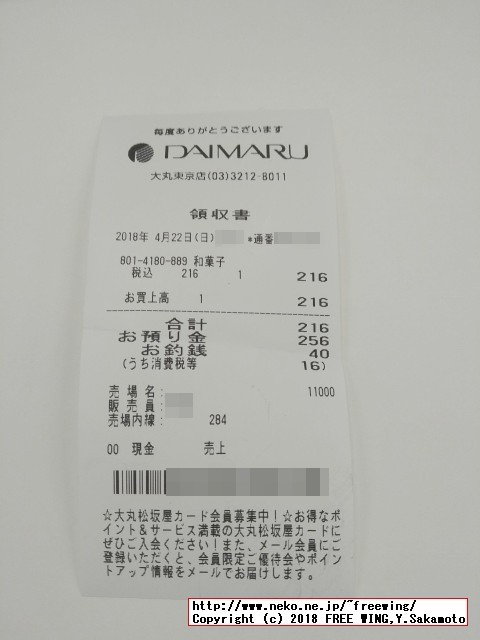 毎度ありがとうございます
DAIMARU
大丸東京店(03)3212-8011
領収書
2018年 4月22日(日) *通番
801-4180-889 和菓子
税込 216 1 216
お買上高 1 216
合計 216
お預り金 256
お釣銭 40
(うち消費税等 16)
売場名: 11000
販売員:
売場内線: 284
00 現金 売上
☆大丸松坂屋カード会員募集中!☆お得なポ
イント&サービス満載の大丸松坂屋カードに
ぜひご入会ください!また、メール会員にご
登録いただくと、会員限定ご優待会やポイン
トアップ情報をメールでお届けします。
http://www.neko.ne.jp/~freewing/
Copyright (c) 2018 FREE WING,Y.Sakamoto